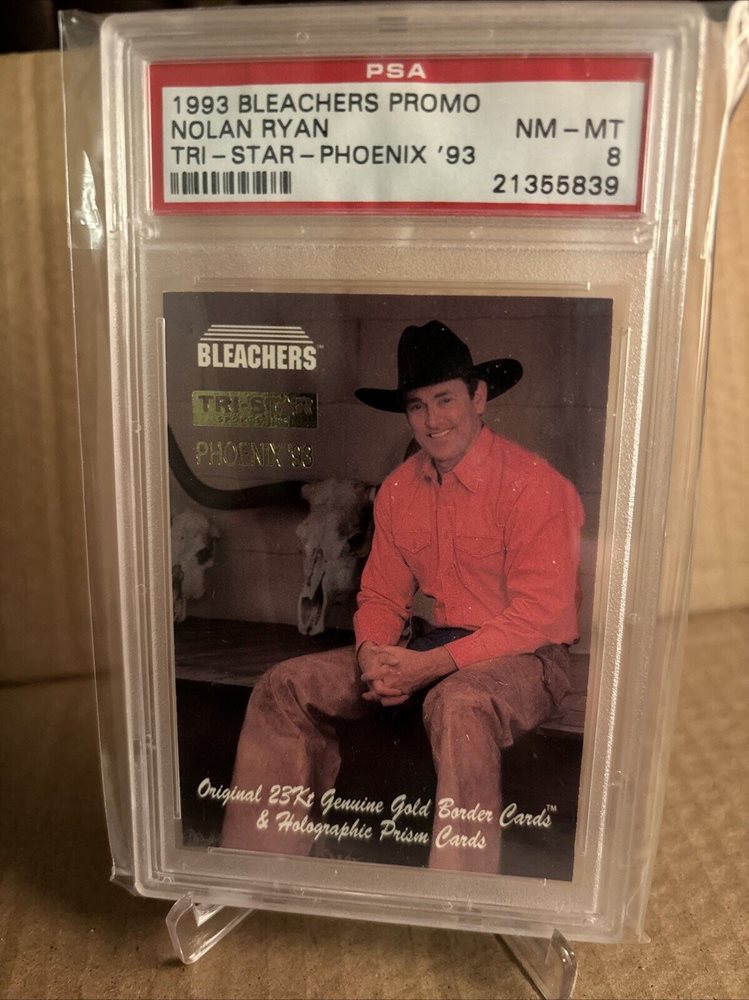 PSA
1993 BLEACHERS PROMO
NOLAN RYAN NM-MT
TRI-STAR-PHOENIX '93 8
21355839
BLEACHERS™
TRI-STAR
PHOENIX '93
Original 23Kt Genuine Gold Border Cards™
& Holographic Prism Cards